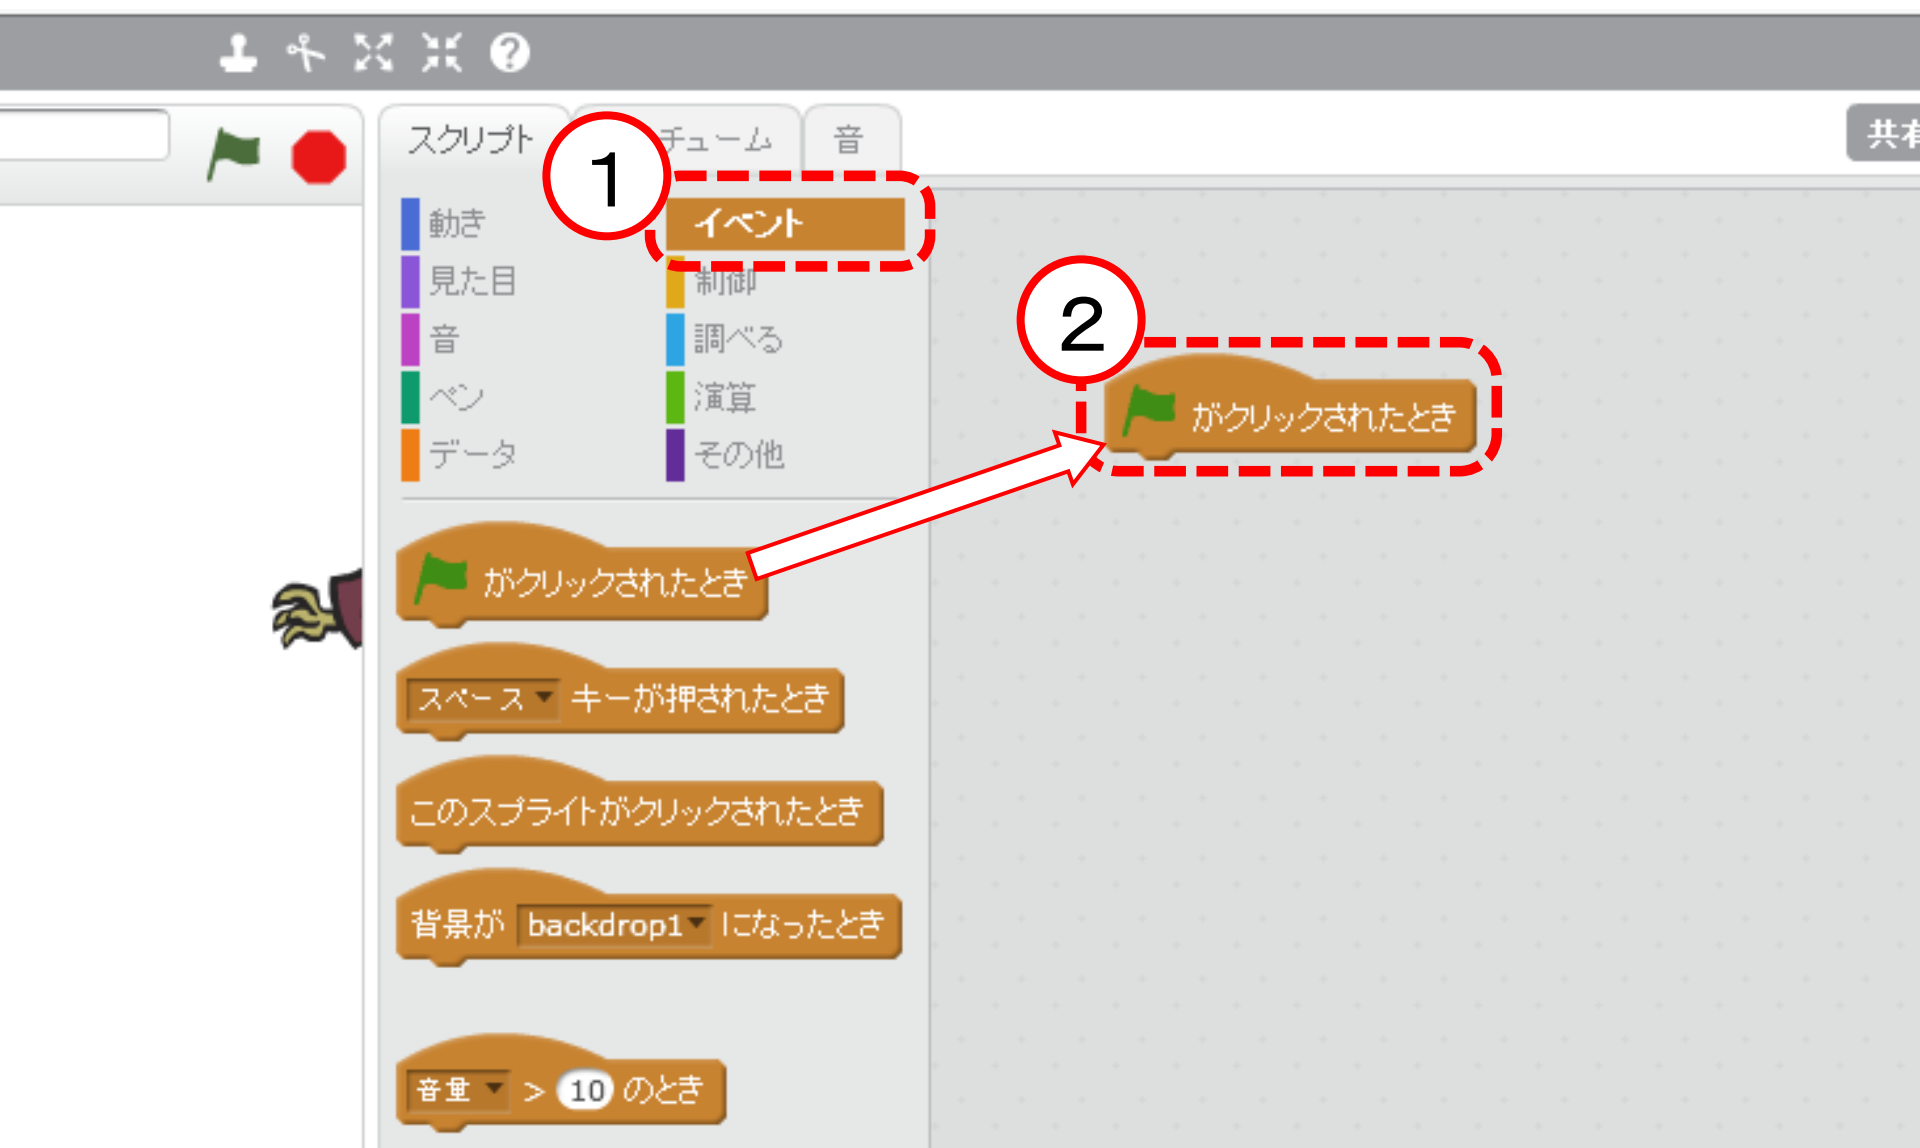 ?
スクリプト
チューム
音
共有
1
動き
イベント
見た目
制御
音
調べる
ペン
演算
データ
その他
2
がクリックされたとき
がクリックされたとき
スペース キーが押されたとき
このスプライトがクリックされたとき
背景が backdrop1 になったとき
音量 > 10 のとき